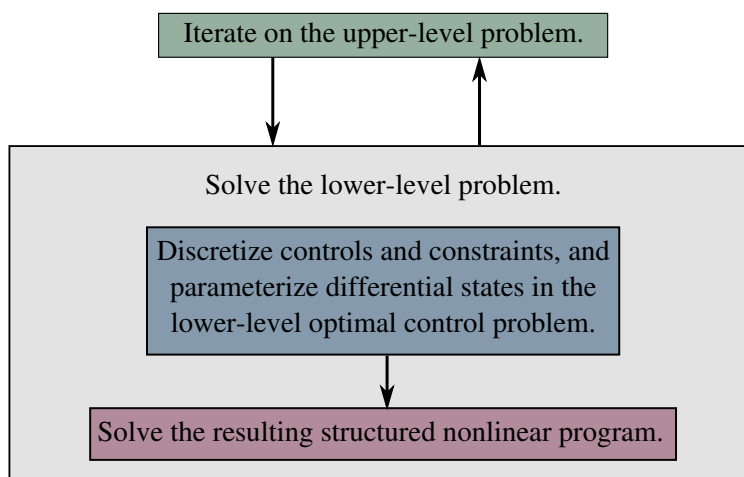 Iterate on the upper-level problem.
Solve the lower-level problem.
Discretize controls and constraints, and
parameterize differential states in the
lower-level optimal control problem.
Solve the resulting structured nonlinear program.